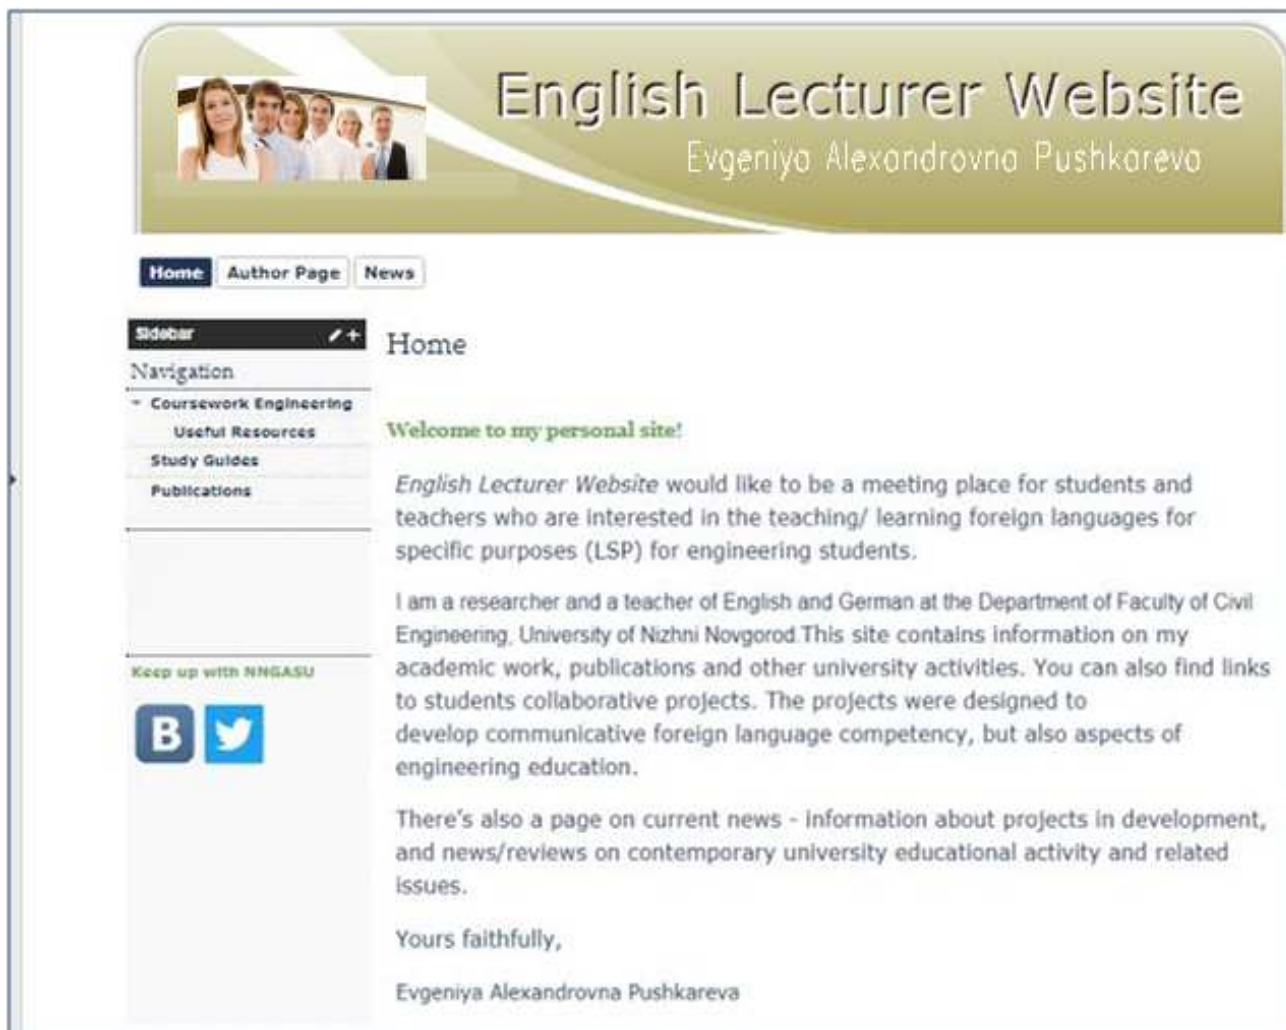 English Lecturer Website
Evgeniya Alexandrovna Pushkareva
Home Author Page News
Sidebar
Navigation
Coursework Engineering
Useful Resources
Study Guides
Publications
Keep up with NNGASU
B
Home
Welcome to my personal site!
English Lecturer Website would like to be a meeting place for students and
teachers who are interested in the teaching/ learning foreign languages for
specific purposes (LSP) for engineering students.
I am a researcher and a teacher of English and German at the Department of Faculty of Civil
Engineering, University of Nizhni Novgorod.This site contains information on my
academic work, publications and other university activities. You can also find links
to students collaborative projects. The projects were designed to
develop communicative foreign language competency, but also aspects of
engineering education.
There's also a page on current news - information about projects in development,
and news/reviews on contemporary university educational activity and related
issues.
Yours faithfully,
Evgeniya Alexandrovna Pushkareva